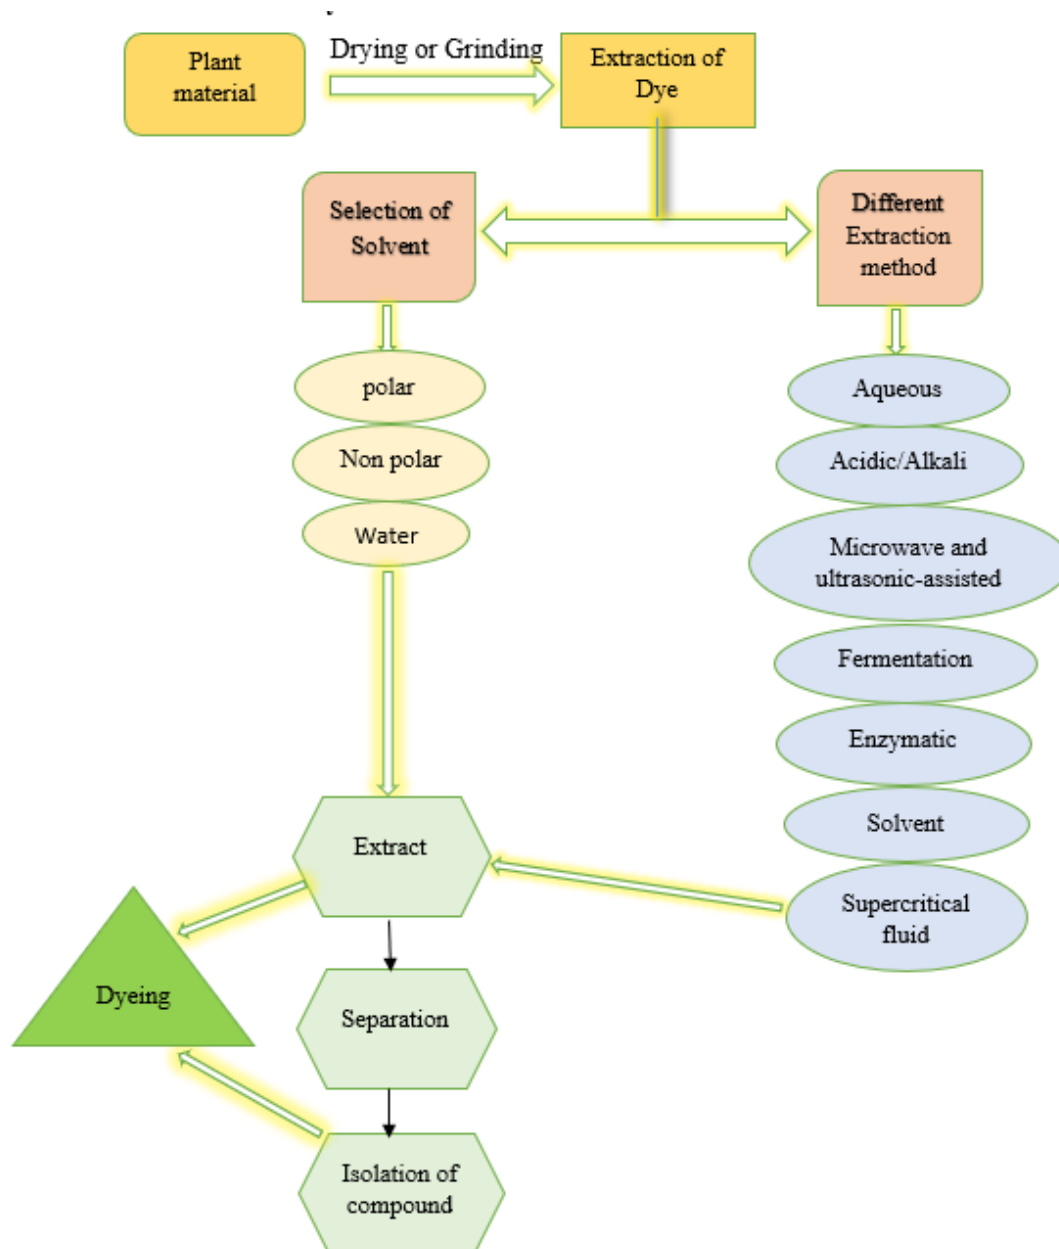 Plant
material
Drying or Grinding
Extraction of
Dye
Selection of
Solvent
Different
Extraction
method
polar
Non polar
Water
Aqueous
Acidic/Alkali
Microwave and
ultrasonic-assisted
Fermentation
Enzymatic
Solvent
Supercritical
fluid
Extract
Dyeing
Separation
Isolation of
compound